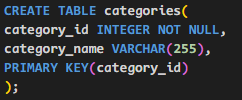 CREATE TABLE categories(
category_id INTEGER NOT NULL,
category_name VARCHAR(255),
PRIMARY KEY(category_id)
);